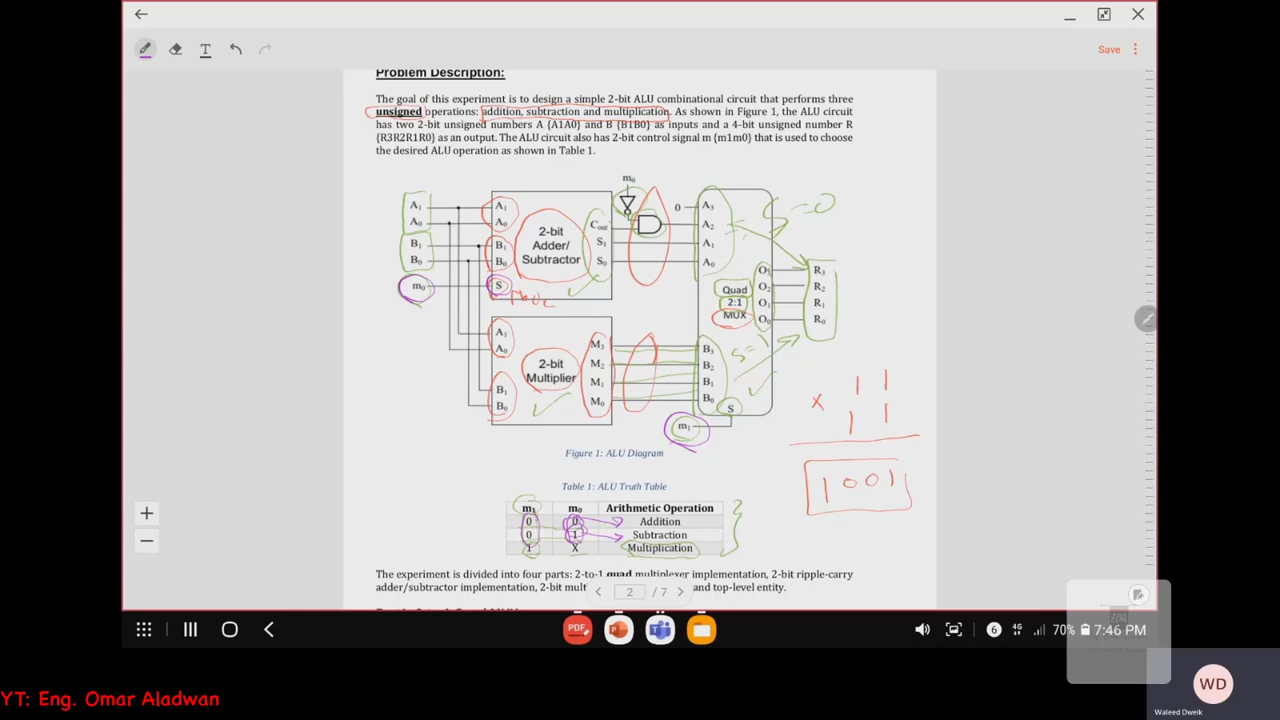 Save
Problem Description:
The goal of this experiment is to design a simple 2-bit ALU combinational circuit that performs three
unsigned operations: addition, subtraction and multiplication. As shown in Figure 1, the ALU circuit
has two 2-bit unsigned numbers A {A1A0} and B {B1B0} as inputs and a 4-bit unsigned number R
{R3R2R1R0} as an output. The ALU circuit also has 2-bit control signal m {m1m0} that is used to choose
the desired ALU operation as shown in Table 1.
m₀
A₁ A₁ 0 A₃ S=0
A₀ A₀ Cout A₂
B₁ B₁ 2-bit Adder/Subtractor S₁ A₁
B₀ B₀ S₀ A₀
m₀ S
O₃ R₃
Quad O₂ R₂
2:1 O₁ R₁
MUX O₀ R₀
A₁ M₃ B₃ S=1
A₀ 2-bit M₂ B₂
B₁ Multiplier M₁ B₁
B₀ M₀ B₀
S
m₁
1 1
x 1 1
1001
Figure 1: ALU Diagram
Table 1: ALU Truth Table
m₁ m₀ Arithmetic Operation
0 0 Addition
0 1 Subtraction
1 X Multiplication
The experiment is divided into four parts: 2-to-1 quad multiplexer implementation, 2-bit ripple-carry
adder/subtractor implementation, 2-bit mult and top-level entity.
2 / 7
PDF
6 4G 70% 7:46 PM
WD
Waleed Dweik
YT: Eng. Omar Aladwan